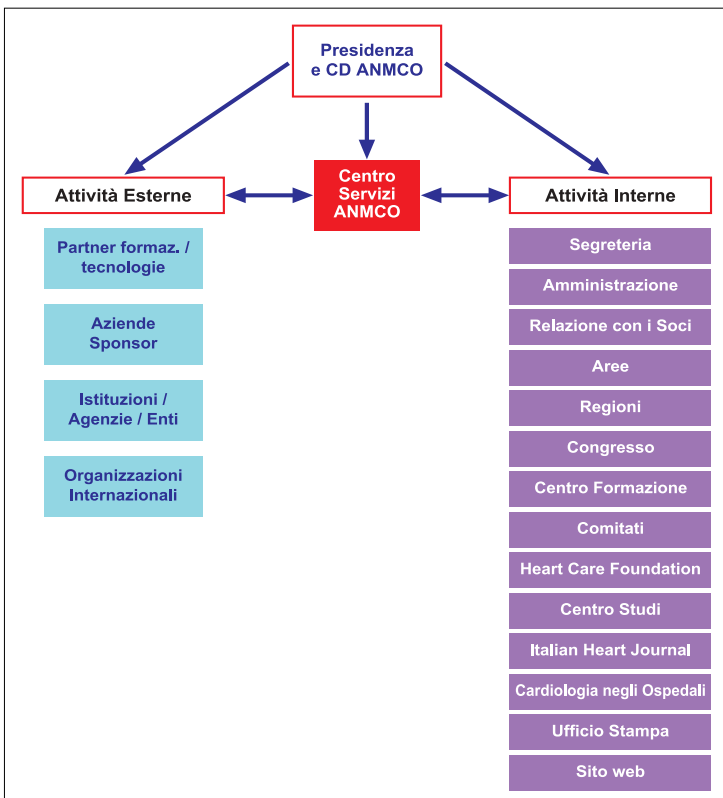 Presidenza
e CD ANMCO
Attività Esterne
Centro
Servizi
ANMCO
Attività Interne
Partner formaz. /
tecnologie
Aziende
Sponsor
Istituzioni /
Agenzie / Enti
Organizzazioni
Internazionali
Segreteria
Amministrazione
Relazione con i Soci
Aree
Regioni
Congresso
Centro Formazione
Comitati
Heart Care Foundation
Centro Studi
Italian Heart Journal
Cardiologia negli Ospedali
Ufficio Stampa
Sito web